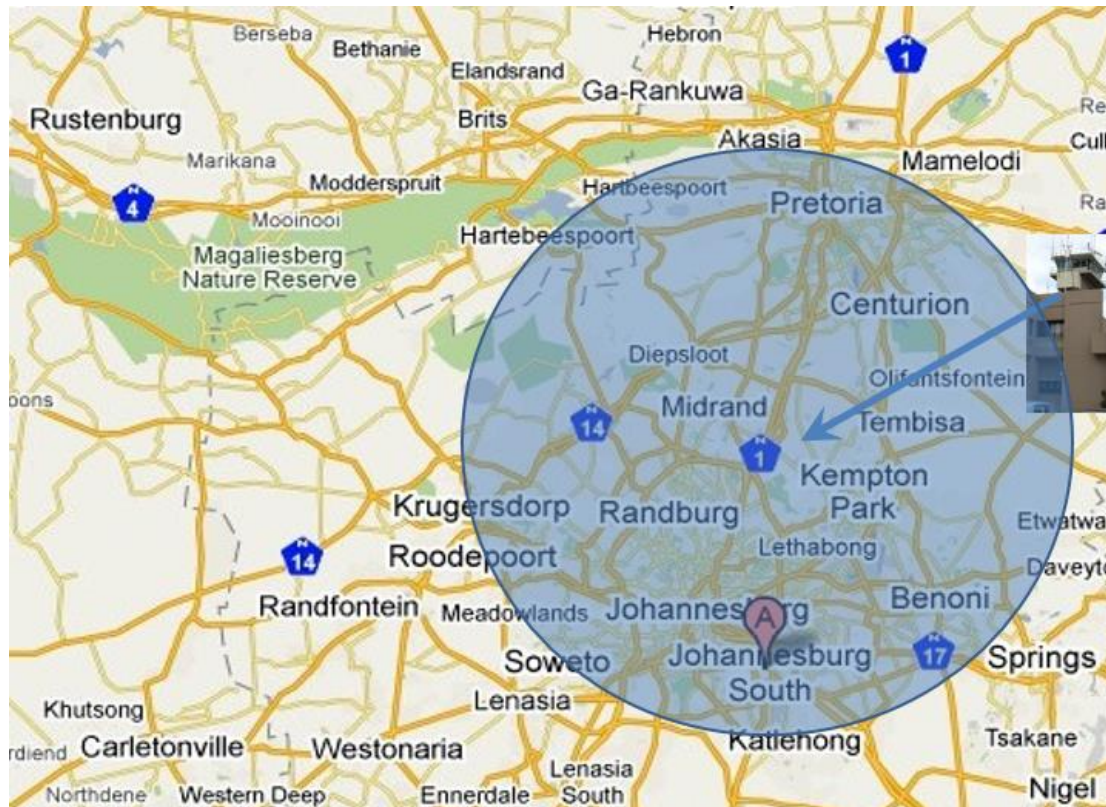 Berseba
Hebron
Bethanie
N
1
Elandsrand
Ga-Rankuwa
Rustenburg
Brits
Akasia
Marikana
Mamelodi
Modderspruit
Hartbeespoort
N
4
Mooinooi
Pretoria
Hartebeespoort
Magaliesberg
Nature Reserve
Centurion
Diepsloot
Olifantsfontein
Midrand
Tembisa
N
14
N
1
Kempton
Park
Krugersdorp
Randburg
Lethabong
Roodepoort
N
14
Benoni
Randfontein
Meadowlands
Johannesburg
A
Soweto
Johannesburg
South
N
17
Springs
Lenasia
Khutsong
Katlehong
Tsakane
Carletonville
Westonaria
Lenasia
South
Nigel
Northdene
Western Deep
Ennerdale